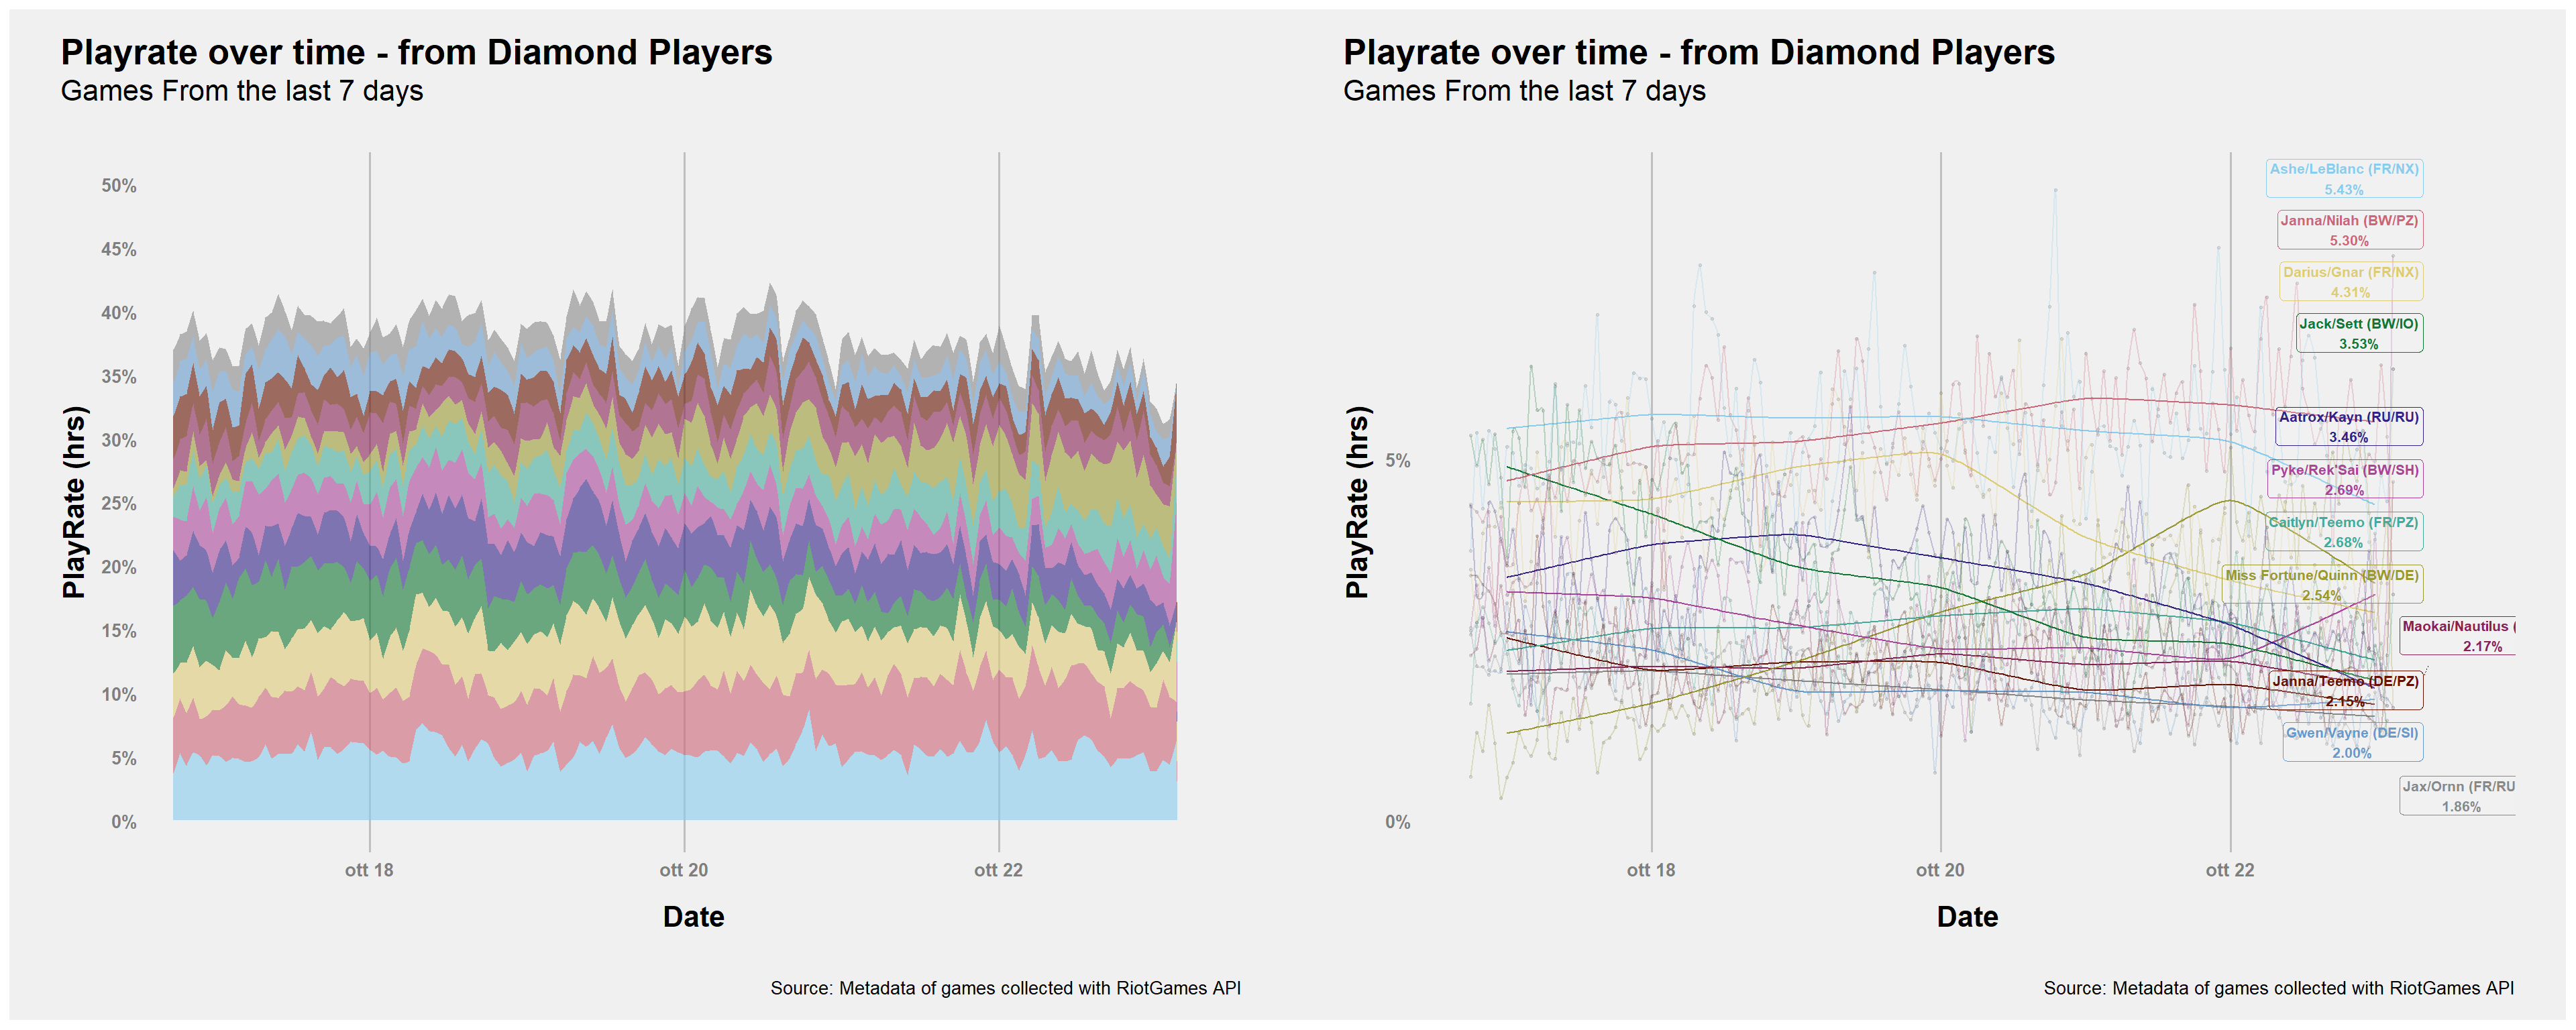 Playrate over time - from Diamond Players
Games From the last 7 days
50%
45%
40%
35%
30%
25%
20%
15%
10%
5%
0%
PlayRate (hrs)
ott 18
ott 20
ott 22
Date
Source: Metadata of games collected with RiotGames API
Playrate over time - from Diamond Players
Games From the last 7 days
5%
0%
PlayRate (hrs)
Ashe/LeBlanc (FR/NX)
5.43%
Janna/Nilah (BW/PZ)
5.30%
Darius/Gnar (FR/NX)
4.31%
Jack/Sett (BW/IO)
3.53%
Aatrox/Kayn (RU/RU)
3.46%
Pyke/Rek'Sai (BW/SH)
2.69%
Caitlyn/Teemo (FR/PZ)
2.68%
Miss Fortune/Quinn (BW/DE)
2.54%
Maokai/Nautilus (
2.17%
Janna/Teemo (DE/PZ)
2.15%
Gwen/Vayne (DE/SI)
2.00%
Jax/Ornn (FR/RU
1.86%
ott 18
ott 20
ott 22
Date
Source: Metadata of games collected with RiotGames API